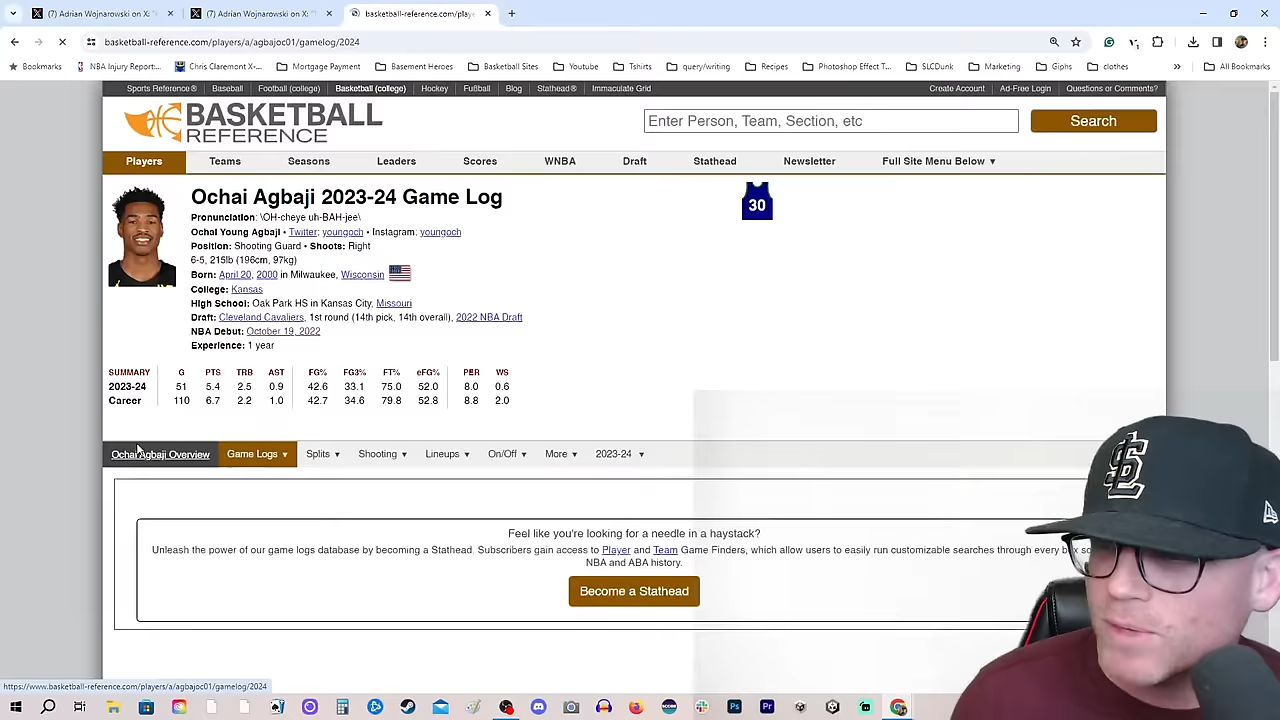 (7) Adrian Wojnarowski on X: "
(7) Adrian Wojnarowski on X: "
basketball-reference.com/playe
basketball-reference.com/players/a/agbajoc01/gamelog/2024
Bookmarks
NBA Injury Report:...
Chris Claremont X-...
Mortgage Payment
Basement Heroes
Basketball Sites
Youtube
Tshirts
query/writing
Recipes
Photoshop Effect T...
SLCDunk
Marketing
Giphs
clothes
»
All Bookmarks
Sports Reference®
Baseball
Football (college)
Basketball (college)
Hockey
Fußball
Blog
Stathead®
Immaculate Grid
Create Account
Ad-Free Login
Questions or Comments?
BASKETBALL
REFERENCE
Enter Person, Team, Section, etc
Search
Players
Teams
Seasons
Leaders
Scores
WNBA
Draft
Stathead
Newsletter
Full Site Menu Below ▼
Ochai Agbaji 2023-24 Game Log
30
Pronunciation: \OH-cheye uh-BAH-jee\
Ochai Young Agbaji • Twitter: youngoch • Instagram: youngoch
Position: Shooting Guard • Shoots: Right
6-5, 215lb (196cm, 97kg)
Born: April 20, 2000 in Milwaukee, Wisconsin
College: Kansas
High School: Oak Park HS in Kansas City, Missouri
Draft: Cleveland Cavaliers, 1st round (14th pick, 14th overall), 2022 NBA Draft
NBA Debut: October 19, 2022
Experience: 1 year
SUMMARY G PTS TRB AST FG% FG3% FT% eFG% PER WS
2023-24 51 5.4 2.5 0.9 42.6 33.1 75.0 52.0 8.0 0.6
Career 110 6.7 2.2 1.0 42.7 34.6 79.8 52.8 8.8 2.0
Ochai Agbaji Overview
Game Logs ▼
Splits ▼
Shooting ▼
Lineups ▼
On/Off ▼
More ▼
2023-24 ▼
Feel like you're looking for a needle in a haystack?
Unleash the power of our game logs database by becoming a Stathead. Subscribers gain access to Player and Team Game Finders, which allow users to easily run customizable searches through every box sc
NBA and ABA history.
Become a Stathead
https://www.basketball-reference.com/players/a/agbajoc01/gamelog/2024